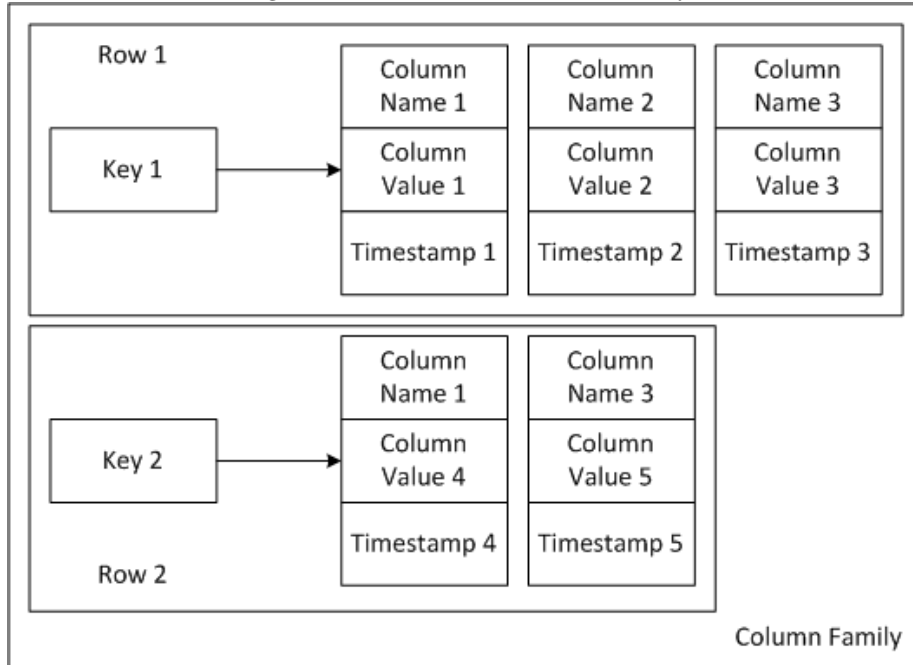 Row 1
Column
Name 1
Column
Name 2
Column
Name 3
Key 1
Column
Value 1
Column
Value 2
Column
Value 3
Timestamp 1
Timestamp 2
Timestamp 3
Column
Name 1
Column
Name 3
Key 2
Column
Value 4
Column
Value 5
Timestamp 4
Timestamp 5
Row 2
Column Family